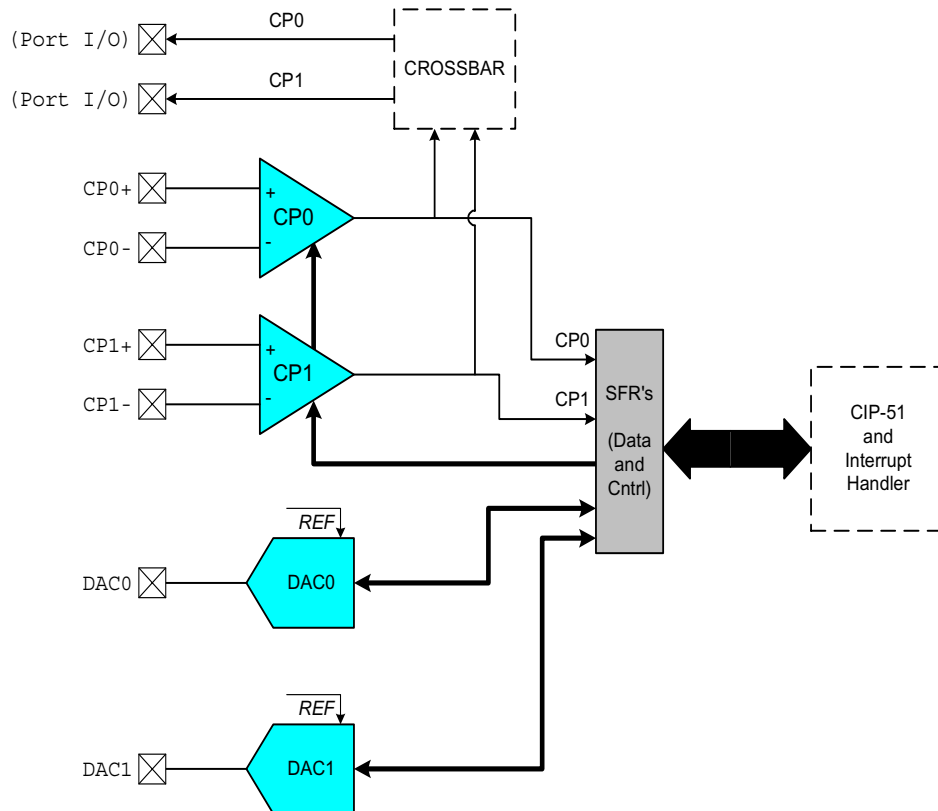 CP0
(Port I/O)
CROSSBAR
CP1
(Port I/O)
CP0+
+
CP0
CP0-
-
CP1+
+
CP0
CP1
SFR's
CP1-
-
CP1
(Data
and
Cntrl)
CIP-51
and
Interrupt
Handler
REF
DAC0
DAC0
REF
DAC1
DAC1